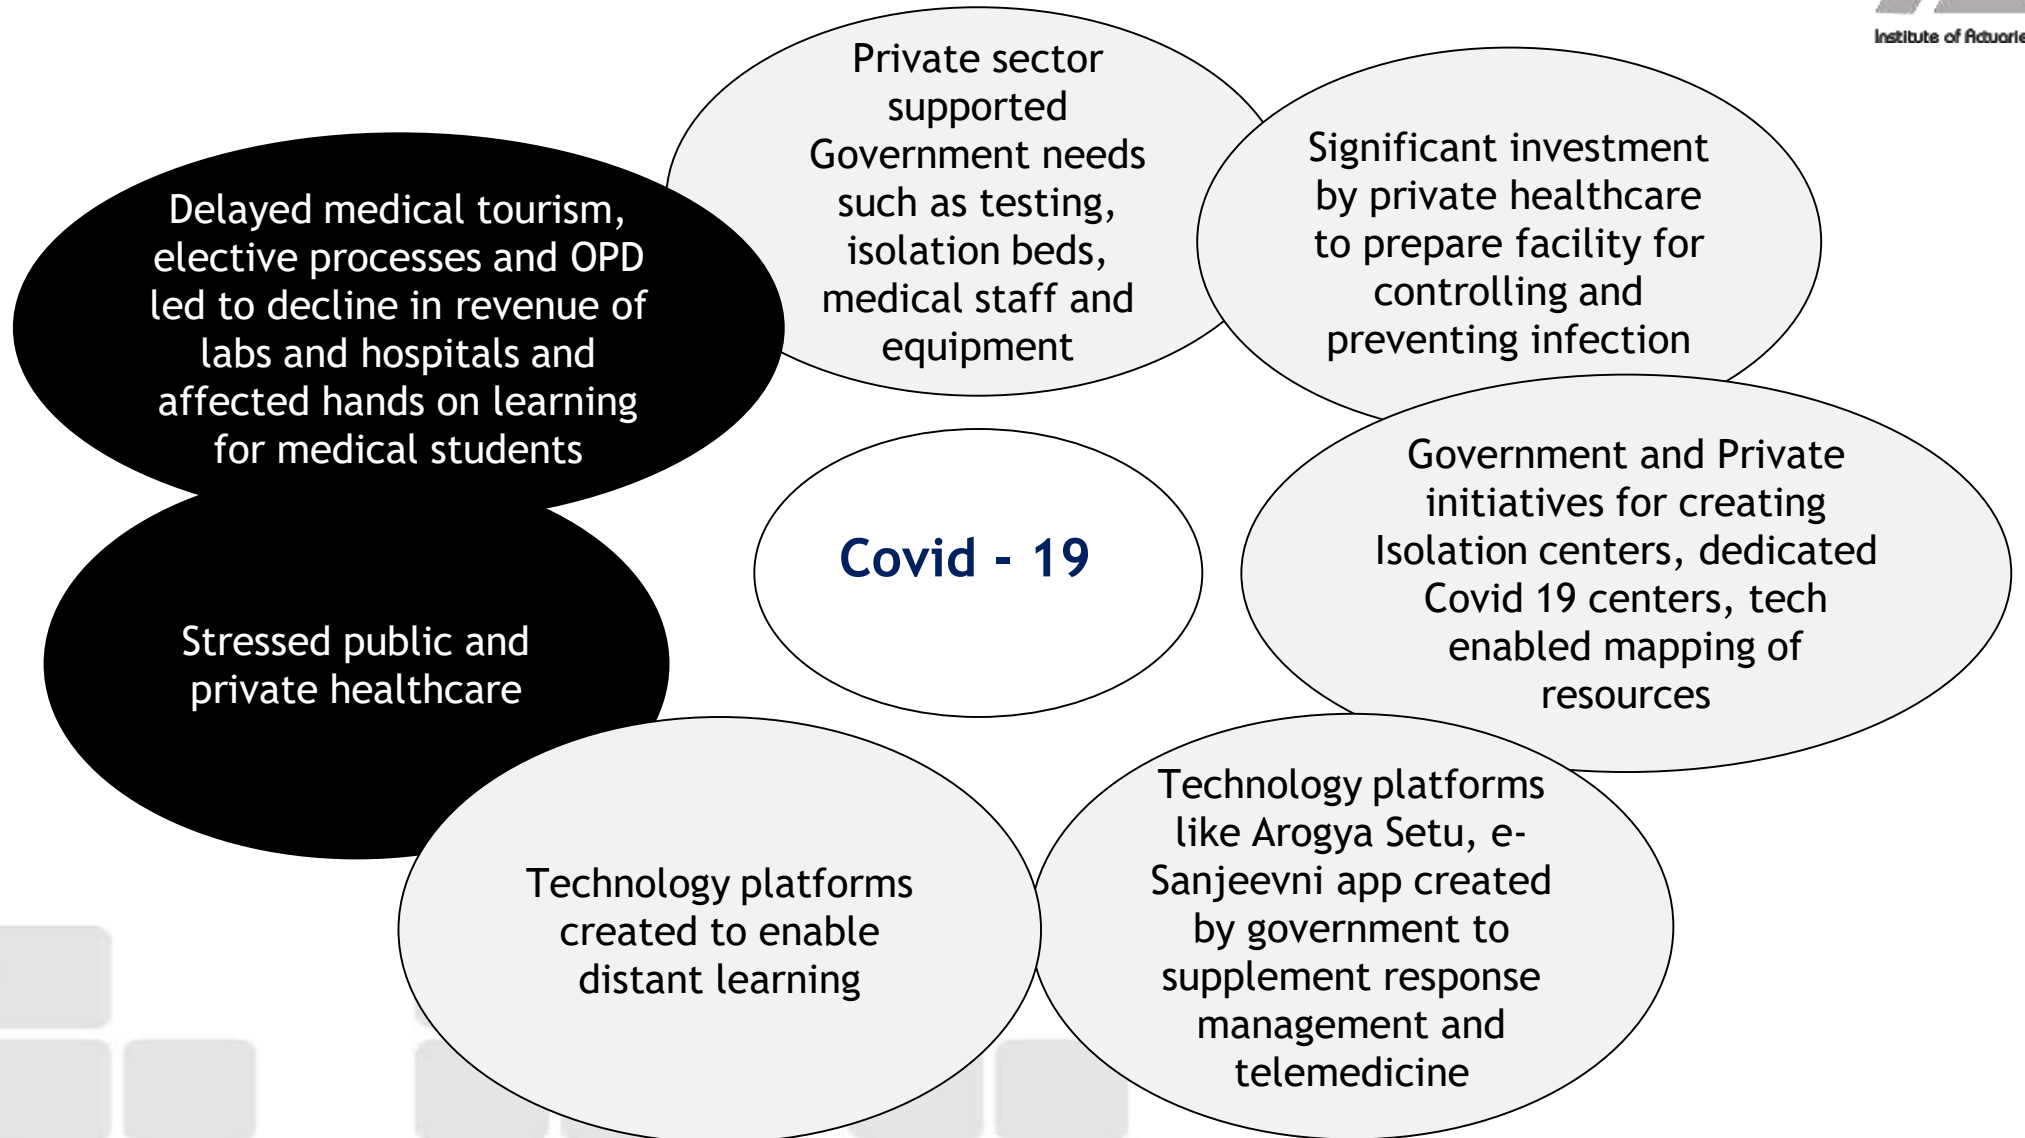 Institute of Actuarie
Private sector
supported
Government needs
such as testing,
isolation beds,
medical staff and
equipment
Significant investment
by private healthcare
to prepare facility for
controlling and
preventing infection
Delayed medical tourism,
elective processes and OPD
led to decline in revenue of
labs and hospitals and
affected hands on learning
for medical students
Government and Private
initiatives for creating
Isolation centers, dedicated
Covid 19 centers, tech
enabled mapping of
resources
Covid - 19
Stressed public and
private healthcare
Technology platforms
like Arogya Setu, e-
Sanjeevni app created
by government to
supplement response
management and
telemedicine
Technology platforms
created to enable
distant learning